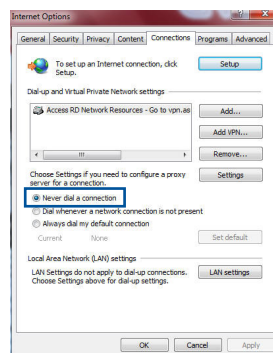 Internet Options
General Security Privacy Content Connections Programs Advanced
To set up an Internet connection, click
Setup.
Setup
Dial-up and Virtual Private Network settings
Access RD Network Resources - Go to vpn.as
Add...
Add VPN...
Remove...
Choose Settings if you need to configure a proxy
server for a connection.
Settings
Never dial a connection
Dial whenever a network connection is not present
Always dial my default connection
Current None
Set default
Local Area Network (LAN) settings
LAN Settings do not apply to dial-up connections.
Choose Settings above for dial-up settings.
LAN settings
OK Cancel Apply